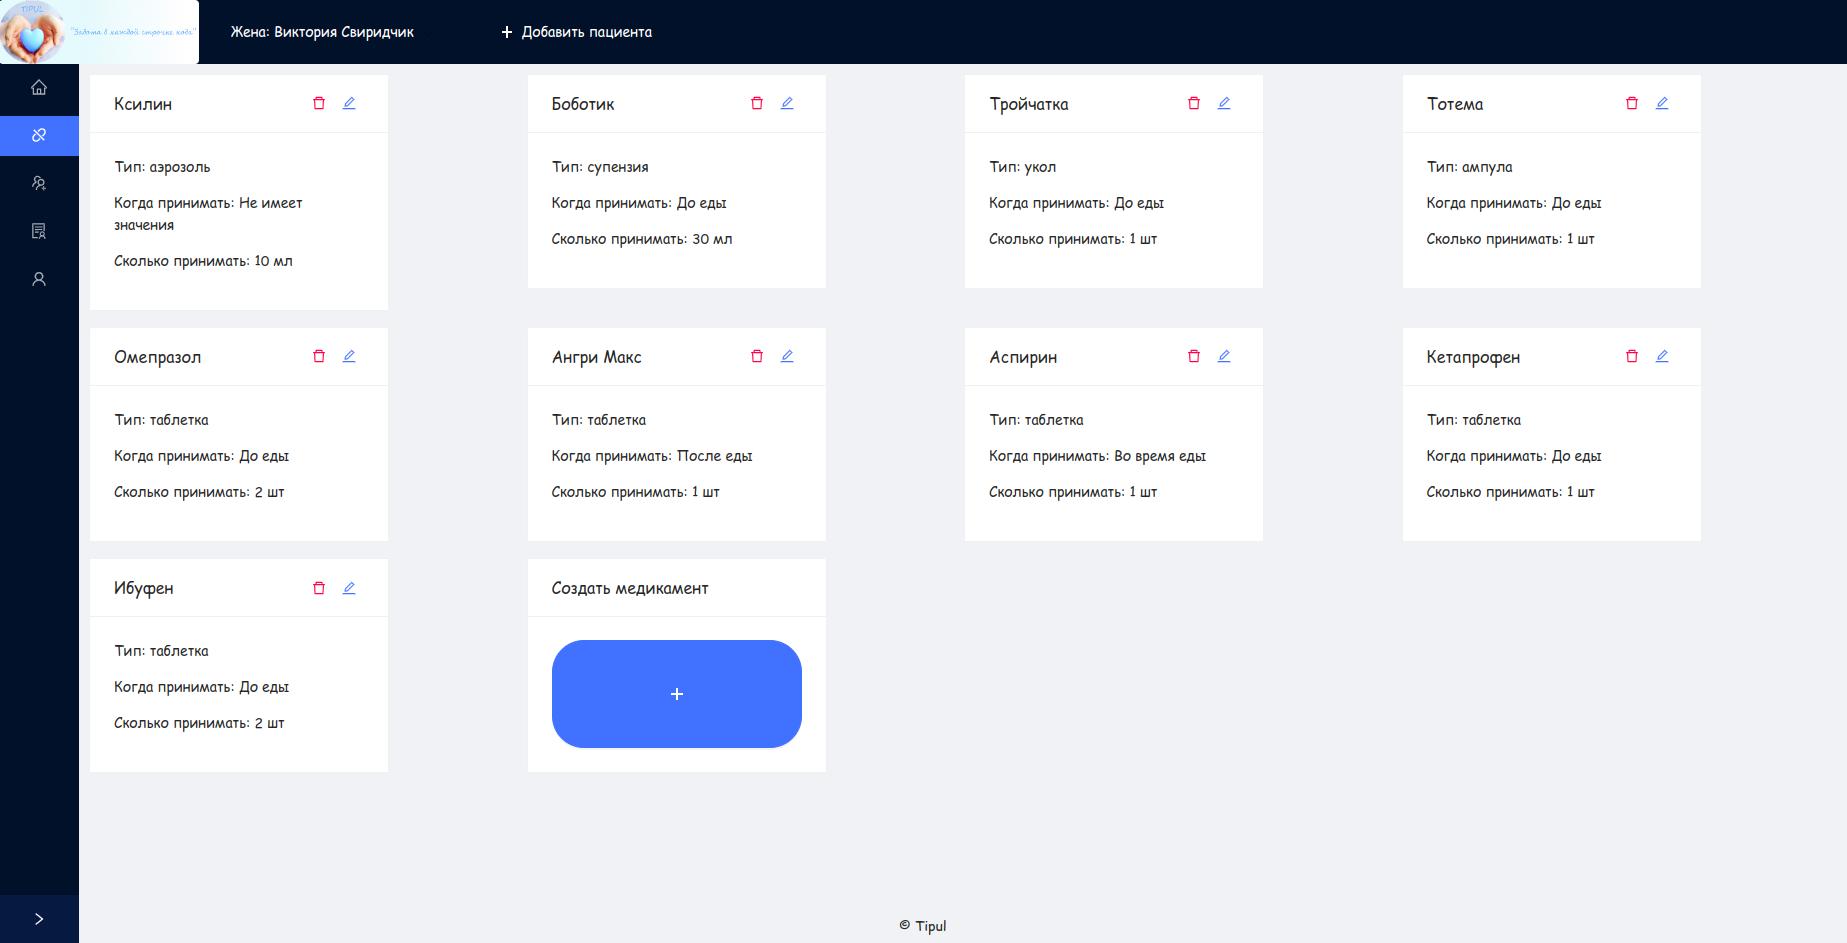 TIPUL
"Забота в каждой строчке кода"
Жена: Виктория Свиридчик
+ Добавить пациента
Ксилин
Тип: аэрозоль
Когда принимать: Не имеет
значения
Сколько принимать: 10 мл
Боботик
Тип: супензия
Когда принимать: До еды
Сколько принимать: 30 мл
Тройчатка
Тип: укол
Когда принимать: До еды
Сколько принимать: 1 шт
Тотема
Тип: ампула
Когда принимать: До еды
Сколько принимать: 1 шт
Омепразол
Тип: таблетка
Когда принимать: До еды
Сколько принимать: 2 шт
Ангри Макс
Тип: таблетка
Когда принимать: После еды
Сколько принимать: 1 шт
Аспирин
Тип: таблетка
Когда принимать: Во время еды
Сколько принимать: 1 шт
Кетапрофен
Тип: таблетка
Когда принимать: До еды
Сколько принимать: 1 шт
Ибуфен
Тип: таблетка
Когда принимать: До еды
Сколько принимать: 2 шт
Создать медикамент
+
© Tipul